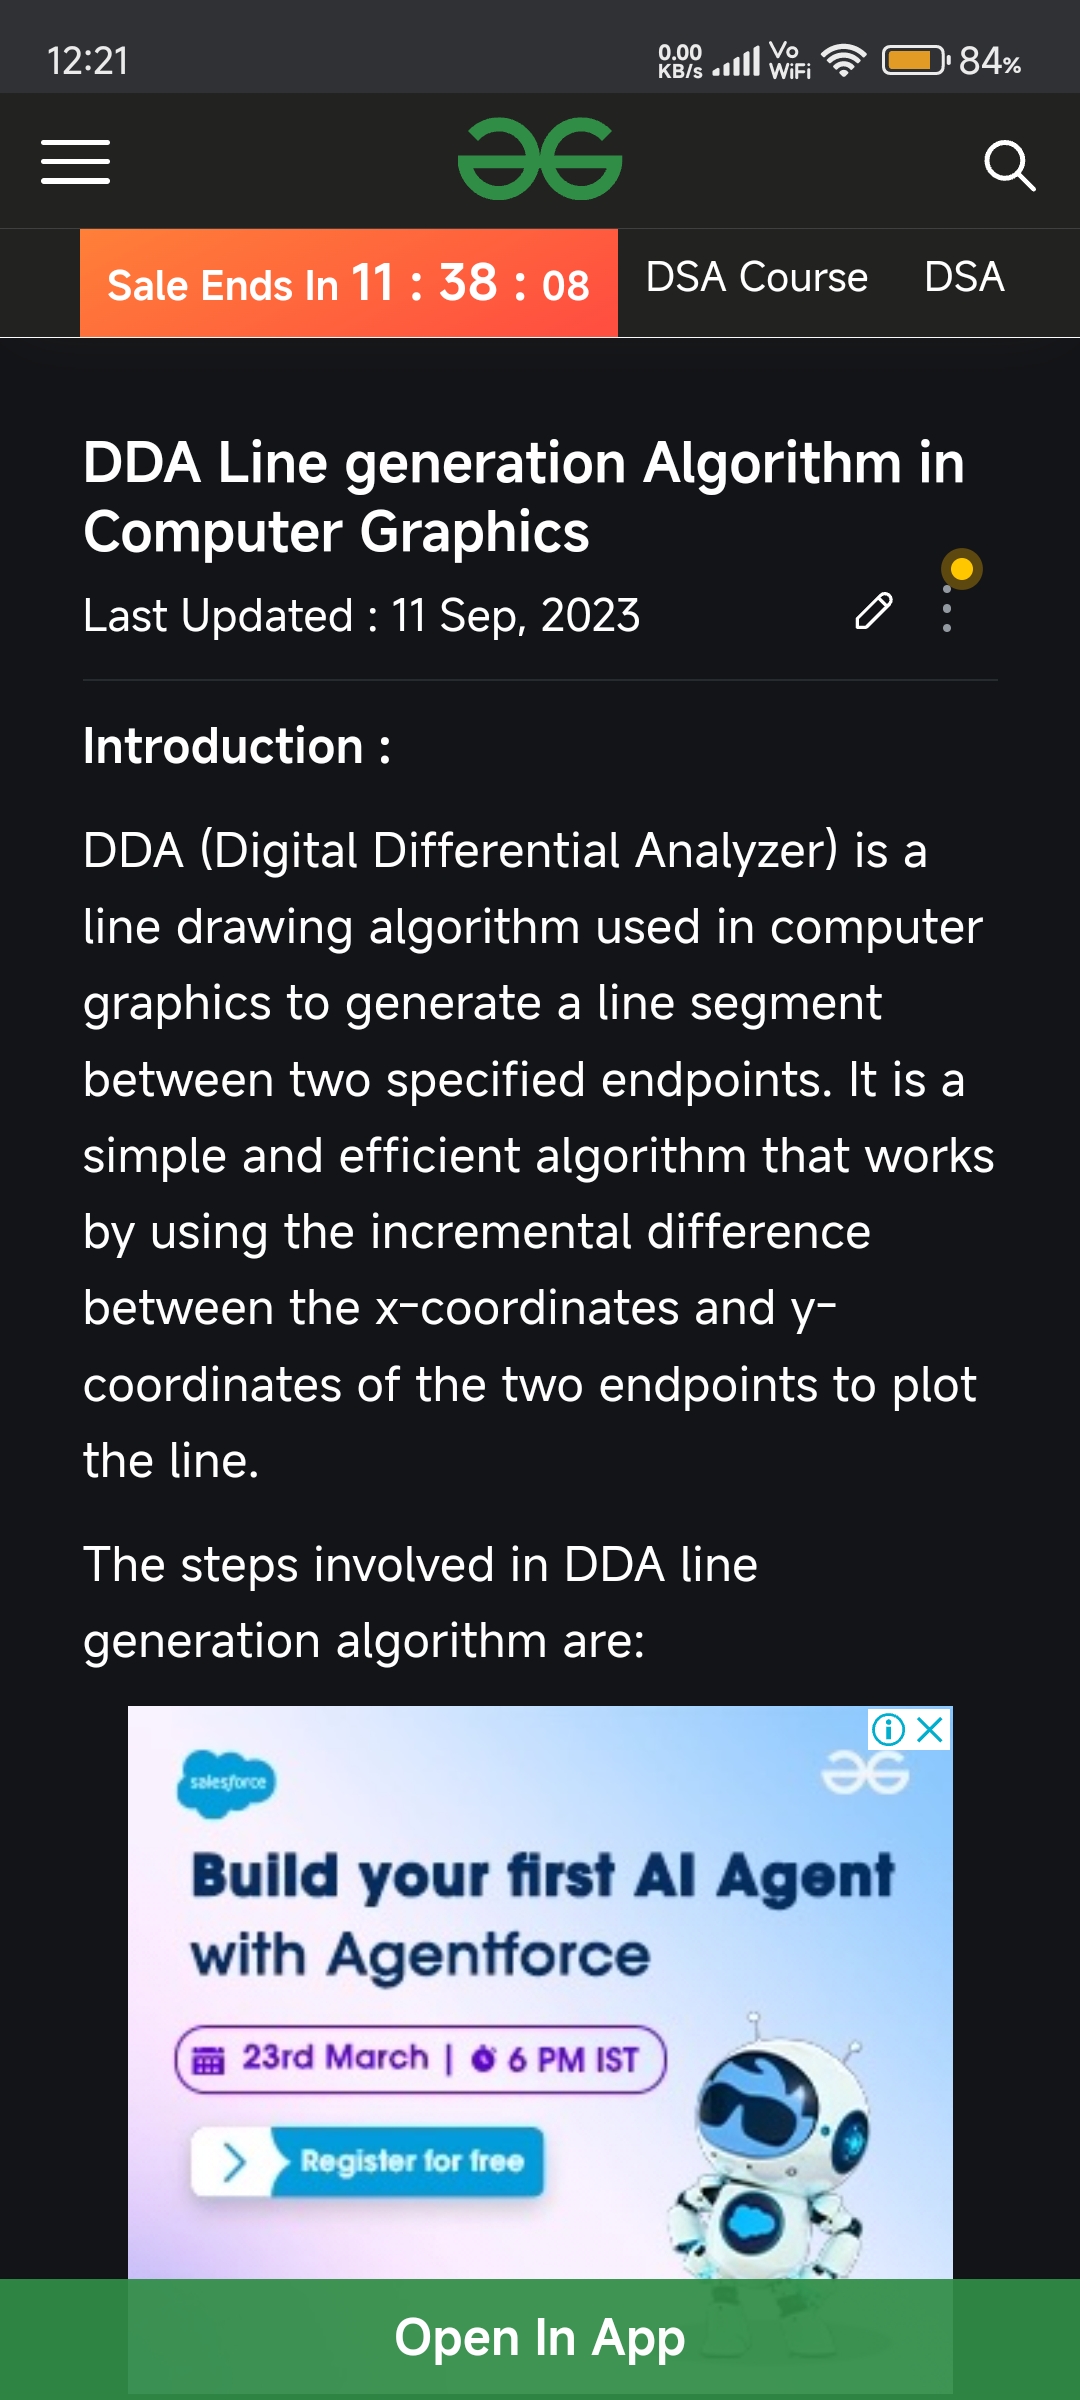 12:21
0.00 KB/s Vo WiFi 84%
Sale Ends In 11 : 38 : 08 DSA Course DSA
DDA Line generation Algorithm in
Computer Graphics
Last Updated : 11 Sep, 2023
Introduction :
DDA (Digital Differential Analyzer) is a
line drawing algorithm used in computer
graphics to generate a line segment
between two specified endpoints. It is a
simple and efficient algorithm that works
by using the incremental difference
between the x-coordinates and y-
coordinates of the two endpoints to plot
the line.
The steps involved in DDA line
generation algorithm are:
salesforce
Build your first AI Agent
with Agentforce
23rd March | 6 PM IST
Register for free
Open In App